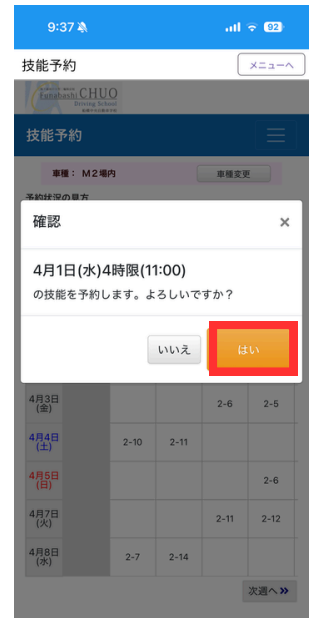 9:37
92
技能予約
メニューへ
Funabashi CHUO
Driving School
技能予約
車種： M2場内
車種変更
予約状況の見方
確認
×
4月1日(水)4時限(11:00)
の技能を予約します。よろしいですか？
いいえ
はい
4月3日
(金)
2-6
2-5
4月4日
(土)
2-10
2-11
4月5日
(日)
2-6
4月7日
(火)
2-11
2-12
4月8日
(水)
2-7
2-14
次週へ